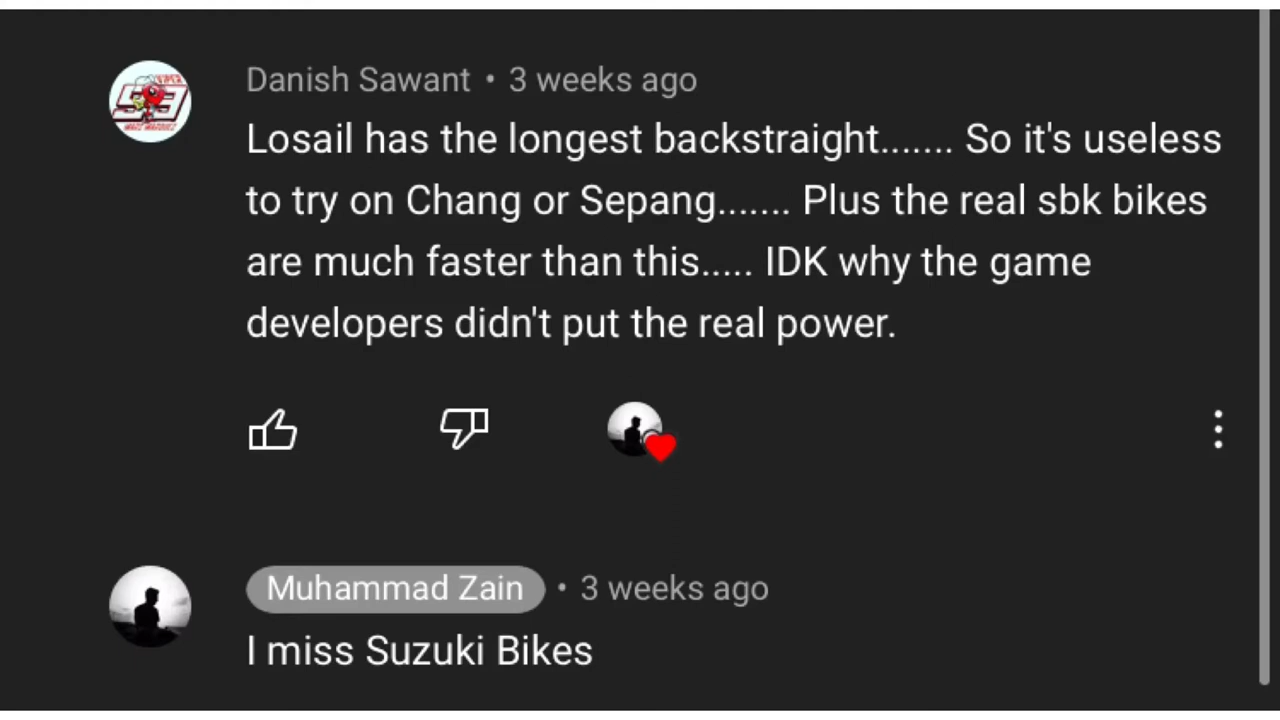 Danish Sawant • 3 weeks ago
Losail has the longest backstraight....... So it's useless
to try on Chang or Sepang....... Plus the real sbk bikes
are much faster than this..... IDK why the game
developers didn't put the real power.
Muhammad Zain • 3 weeks ago
I miss Suzuki Bikes